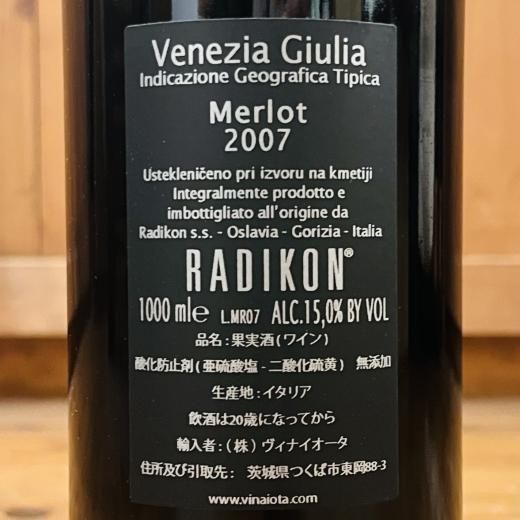 Venezia Giulia
Indicazione Geografica Tipica
Merlot
2007
Ustekleničeno pri izvoru na kmetiji
Integralmente prodotto e
imbottigliato all'origine da
Radikon s.s. - Oslavia - Gorizia - Italia
RADIKON®
1000 ml℮ L.MR07 ALC.15,0% BY VOL
品名：果実酒(ワイン)
酸化防止剤(亜硫酸塩-二酸化硫黄) 無添加
生産地：イタリア
飲酒は20歳になってから
輸入者：(株)ヴィナイオータ
住所及び引取先： 茨城県つくば市東岡88-3
www.vinaiota.com